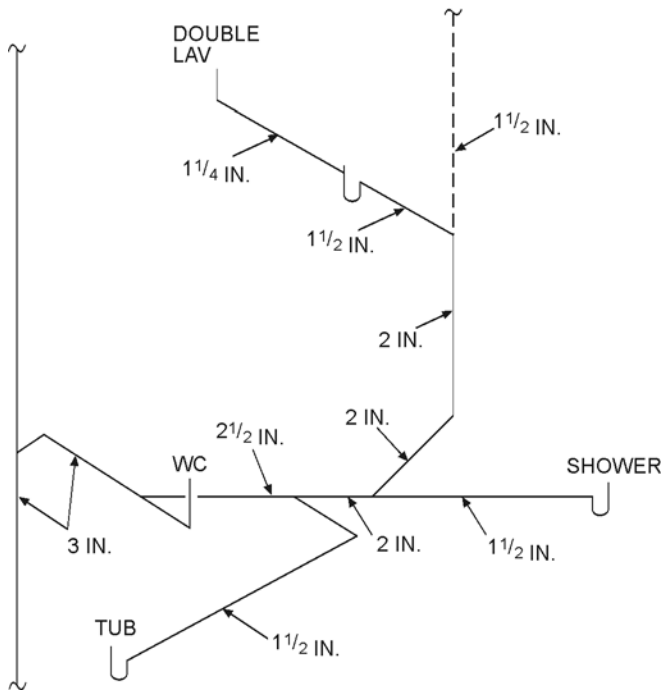 DOUBLE
LAV
1 1/2 IN.
1 1/4 IN.
1 1/2 IN.
2 IN.
2 1/2 IN.
2 IN.
WC
SHOWER
3 IN.
2 IN.
1 1/2 IN.
TUB
1 1/2 IN.